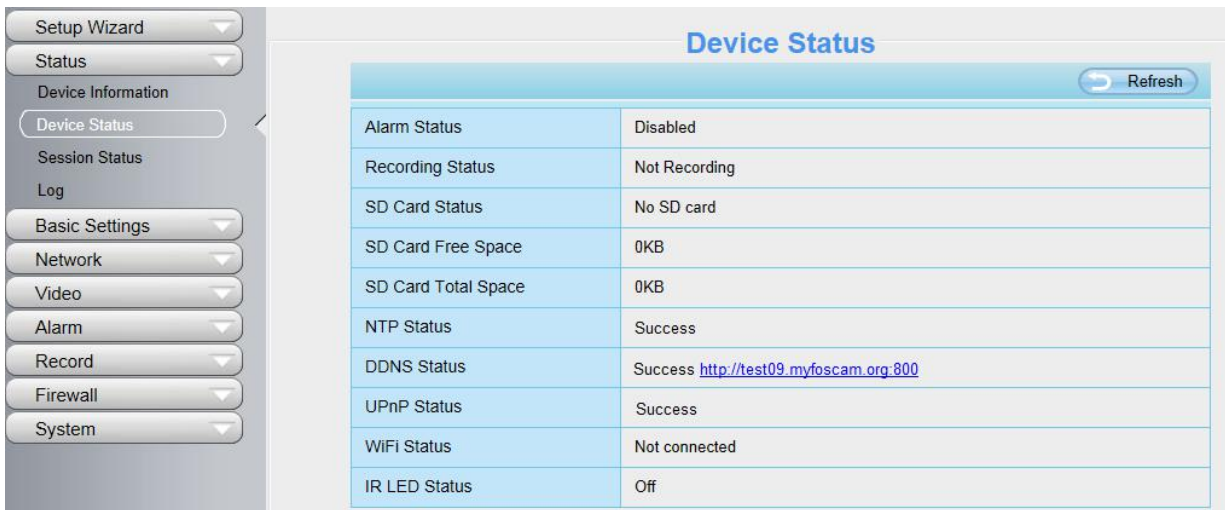 Setup Wizard
Status
Device Information
Device Status
Session Status
Log
Basic Settings
Network
Video
Alarm
Record
Firewall
System
Device Status
Refresh
Alarm Status Disabled
Recording Status Not Recording
SD Card Status No SD card
SD Card Free Space 0KB
SD Card Total Space 0KB
NTP Status Success
DDNS Status Success http://test09.myfoscam.org:800
UPnP Status Success
WiFi Status Not connected
IR LED Status Off